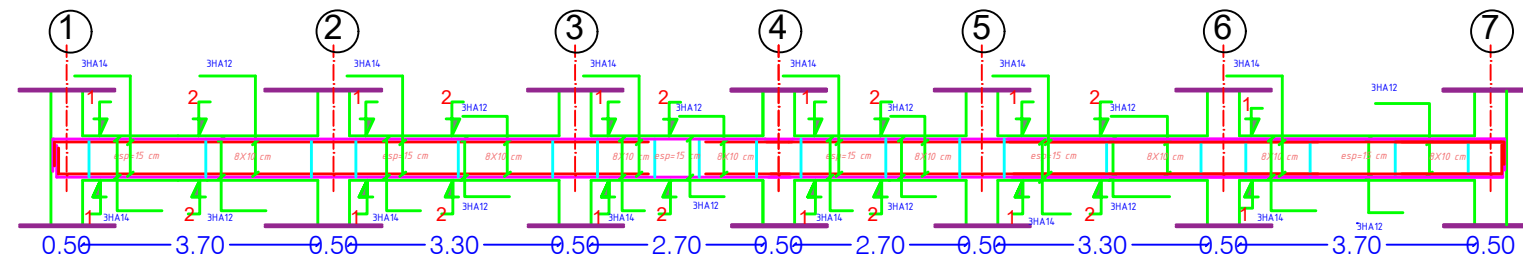 1 2 3 4 5 6 7
3HA14 3HA12 3HA14 3HA14 3HA14 3HA14 3HA14
3HA12
1 2 1 2 1 2 1 2 1 2 1
3HA12 3HA12 3HA12 3HA12
esp=15 cm 8X10 cm esp=15 cm 8X10 cm 8X10 cm esp=15 cm 8X10 cm esp=15 cm 8X10 cm esp=15 cm 8X10 cm 8X10 cm esp=15 cm 8X10 cm
1 2 1 2 1 2 1 2 1 2 1
3HA14 3HA12 3HA14 3HA12 3HA14 3HA12 3HA14 3HA12 3HA14 3HA12 3HA14 3HA12
0.50 3.70 0.50 3.30 0.50 2.70 0.50 2.70 0.50 3.30 0.50 3.70 0.50